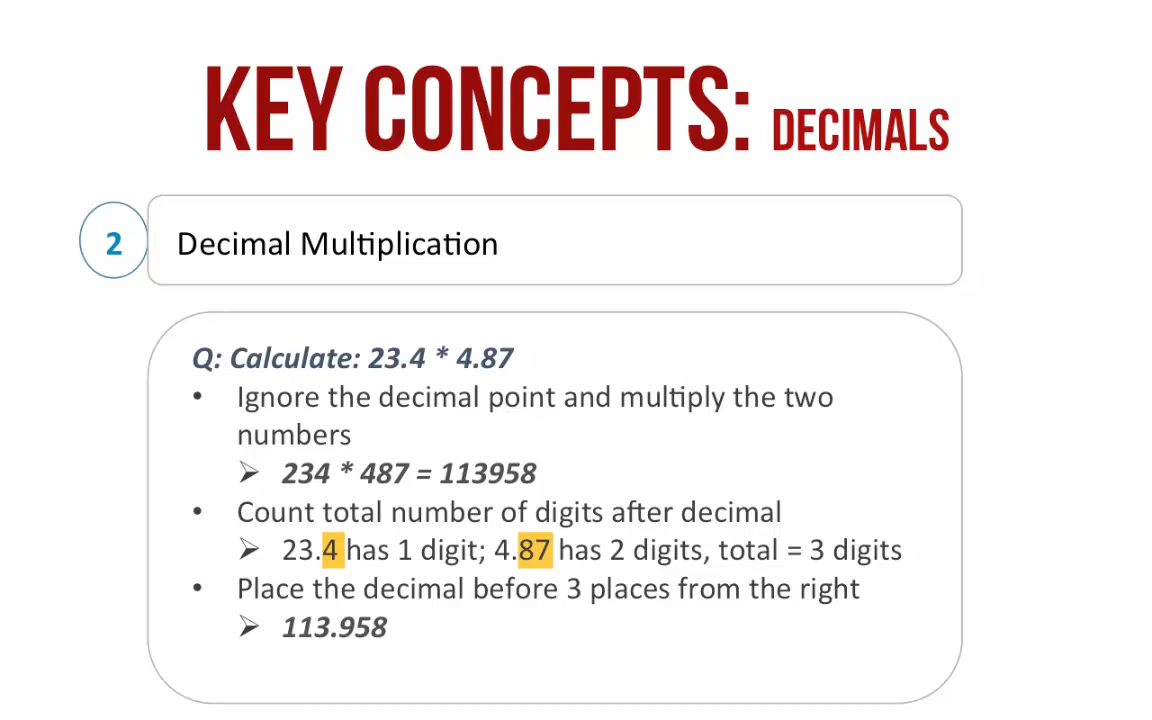 KEY CONCEPTS: DECIMALS
2 Decimal Multiplication
Q: Calculate: 23.4 * 4.87
• Ignore the decimal point and multiply the two
numbers
➢ 234 * 487 = 113958
• Count total number of digits after decimal
➢ 23.4 has 1 digit; 4.87 has 2 digits, total = 3 digits
• Place the decimal before 3 places from the right
➢ 113.958